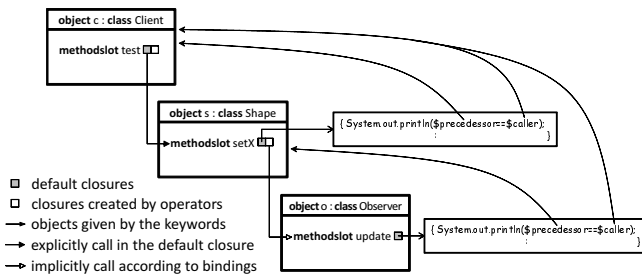 object c : class Client
methodslot test
object s : class Shape
methodslot setX
{ System.out.println($precedessor==$caller);
:
}
object o : class Observer
methodslot update
{ System.out.println($precedessor==$caller);
:
}
default closures
closures created by operators
objects given by the keywords
explicitly call in the default closure
implicitly call according to bindings